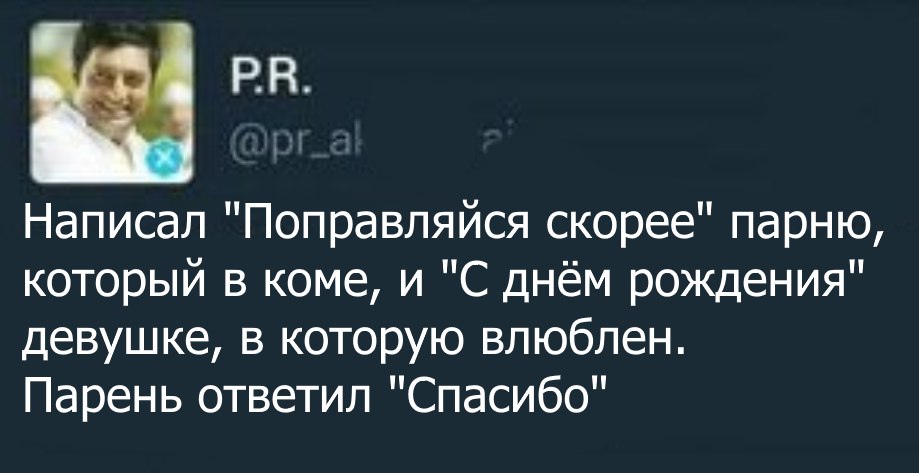 P.R.
Написал "Поправляйся скорее" парню,
который в коме, и "С днём рождения"
девушке, в которую влюблен.
Парень ответил "Спасибо"